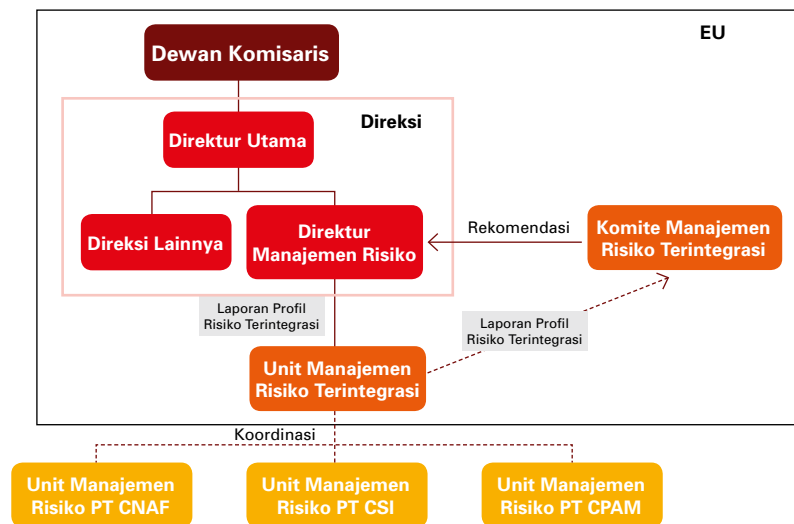 EU
Dewan Komisaris
Direksi
Direktur Utama
Direksi Lainnya
Direktur
Manajemen Risiko
Rekomendasi
Komite Manajemen
Risiko Terintegrasi
Laporan Profil
Risiko Terintegrasi
Laporan Profil
Risiko Terintegrasi
Unit Manajemen
Risiko Terintegrasi
Koordinasi
Unit Manajemen
Risiko PT CNAF
Unit Manajemen
Risiko PT CSI
Unit Manajemen
Risiko PT CPAM